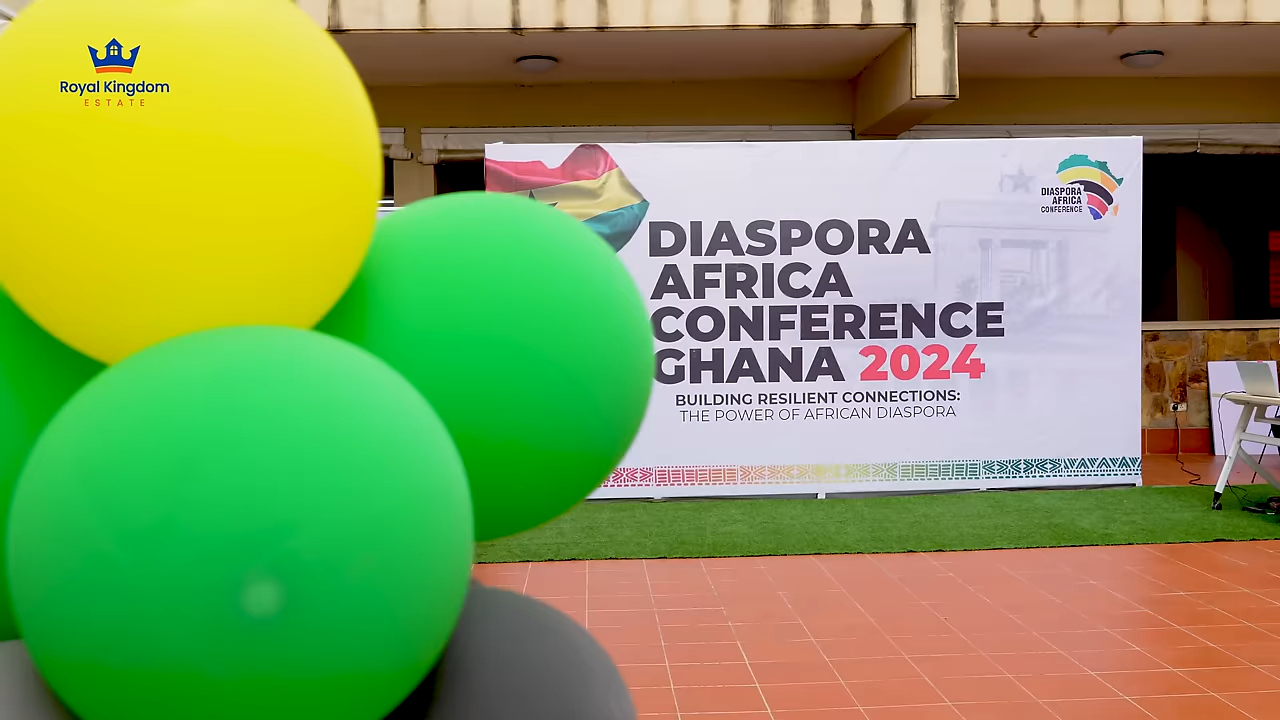 Royal Kingdom
ESTATE
DIASPORA
AFRICA
CONFERENCE
DIASPORA
AFRICA
CONFERENCE
GHANA 2024
BUILDING RESILIENT CONNECTIONS:
THE POWER OF AFRICAN DIASPORA